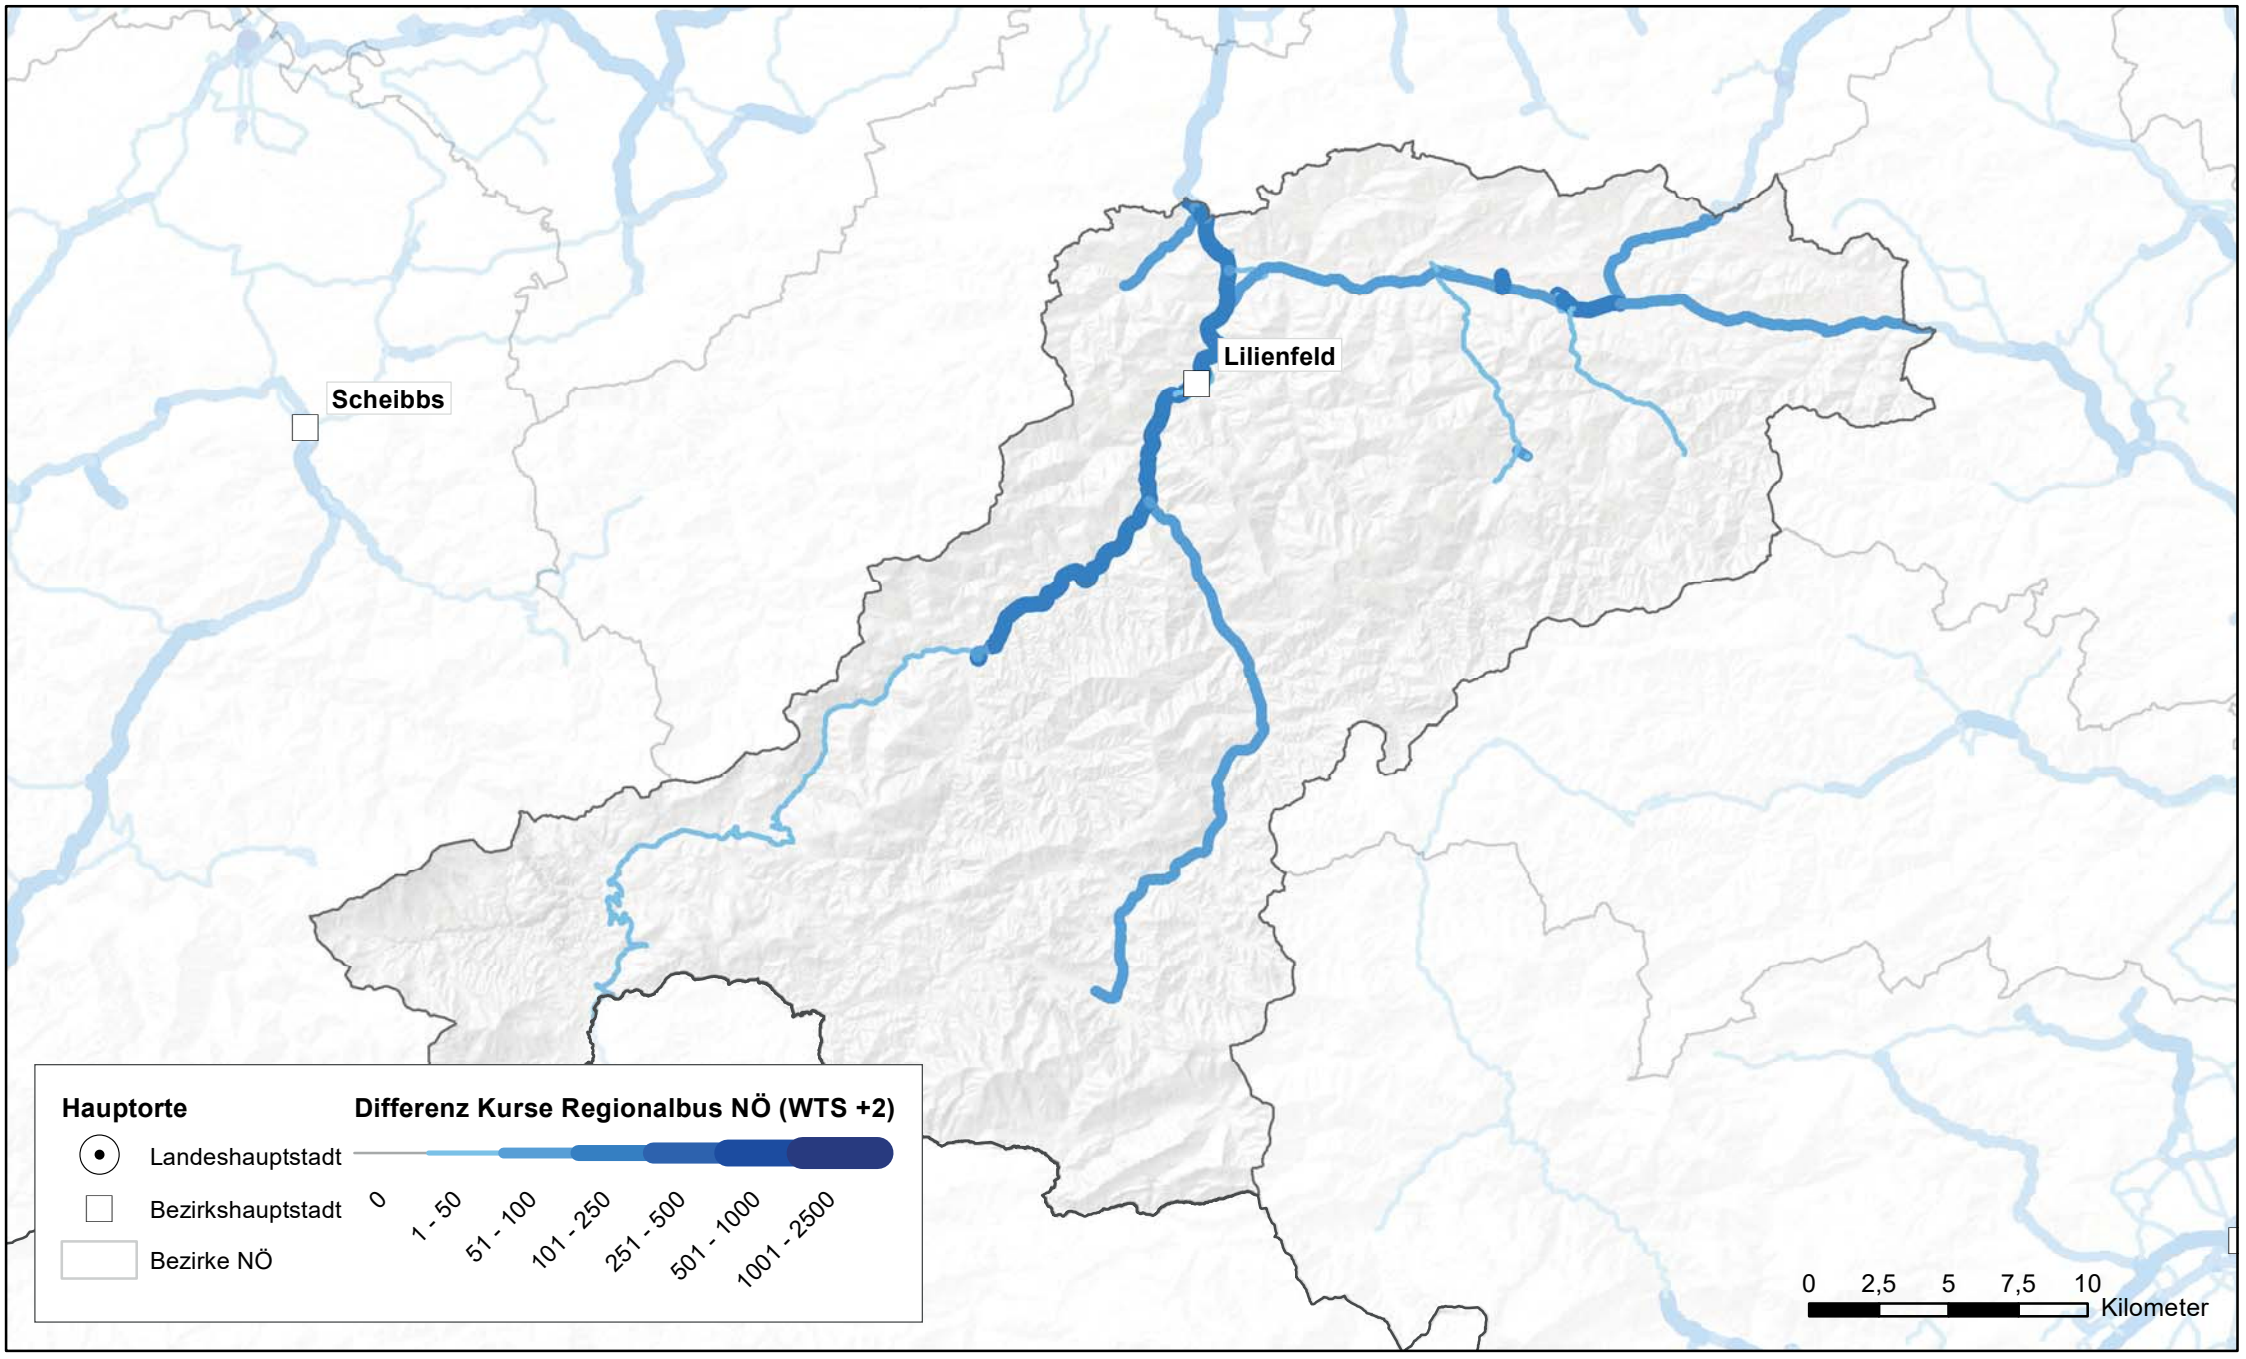 Lilienfeld
Scheibbs
Hauptorte
Landeshauptstadt
Bezirkshauptstadt
Bezirke NÖ
Differenz Kurse Regionalbus NÖ (WTS +2)
0
1 - 50
51 - 100
101 - 250
251 - 500
501 - 1000
1001 - 2500
0 2,5 5 7,5 10
Kilometer